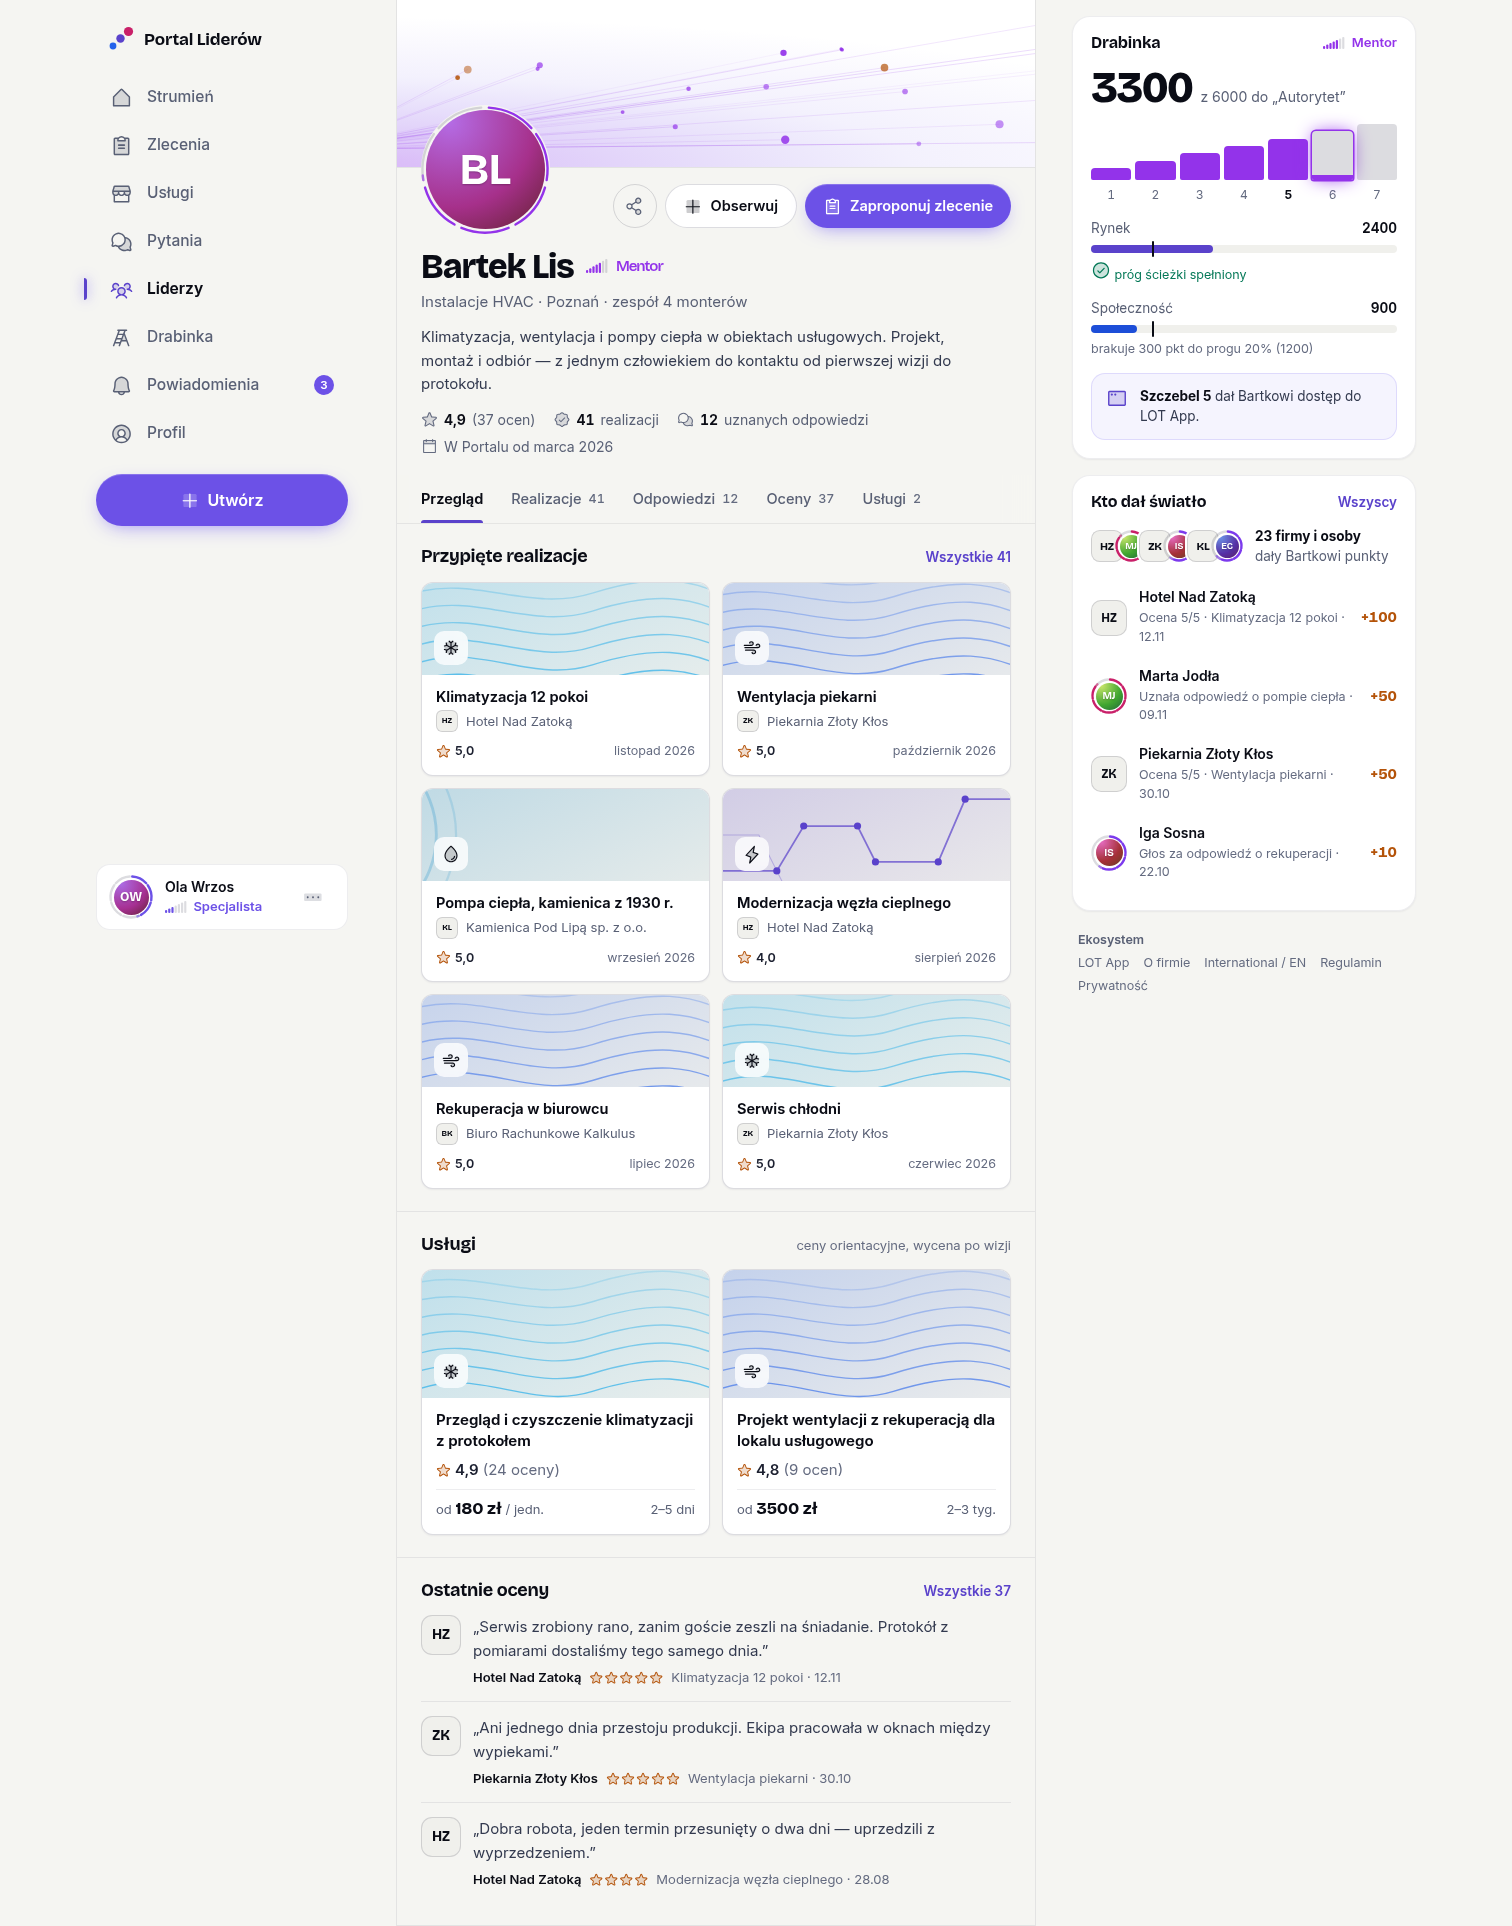 Portal Liderów
Strumień
Zlecenia
Usługi
Pytania
Liderzy
Drabinka
Powiadomienia 3
Profil
Utwórz
OW
Ola Wrzos
Specjalista
BL
Obserwuj
Zaproponuj zlecenie
Bartek Lis Mentor
Instalacje HVAC · Poznań · zespół 4 monterów
Klimatyzacja, wentylacja i pompy ciepła w obiektach usługowych. Projekt,
montaż i odbiór — z jednym człowiekiem do kontaktu od pierwszej wizji do
protokołu.
4,9 (37 ocen) 41 realizacji 12 uznanych odpowiedzi
W Portalu od marca 2026
Przegląd Realizacje 41 Odpowiedzi 12 Oceny 37 Usługi 2
Przypięte realizacje Wszystkie 41
Klimatyzacja 12 pokoi
HZ Hotel Nad Zatoką
5,0 listopad 2026
Wentylacja piekarni
ZK Piekarnia Złoty Kłos
5,0 październik 2026
Pompa ciepła, kamienica z 1930 r.
KL Kamienica Pod Lipą sp. z o.o.
5,0 wrzesień 2026
Modernizacja węzła cieplnego
HZ Hotel Nad Zatoką
4,0 sierpień 2026
Rekuperacja w biurowcu
BK Biuro Rachunkowe Kalkulus
5,0 lipiec 2026
Serwis chłodni
ZK Piekarnia Złoty Kłos
5,0 czerwiec 2026
Usługi ceny orientacyjne, wycena po wizji
Przegląd i czyszczenie klimatyzacji
z protokołem
4,9 (24 oceny)
od 180 zł / jedn. 2–5 dni
Projekt wentylacji z rekuperacją dla
lokalu usługowego
4,8 (9 ocen)
od 3500 zł 2–3 tyg.
Ostatnie oceny Wszystkie 37
HZ
„Serwis zrobiony rano, zanim goście zeszli na śniadanie. Protokół z
pomiarami dostaliśmy tego samego dnia.”
Hotel Nad Zatoką Klimatyzacja 12 pokoi · 12.11
ZK
„Ani jednego dnia przestoju produkcji. Ekipa pracowała w oknach między
wypiekami.”
Piekarnia Złoty Kłos Wentylacja piekarni · 30.10
HZ
„Dobra robota, jeden termin przesunięty o dwa dni — uprzedzili z
wyprzedzeniem.”
Hotel Nad Zatoką Modernizacja węzła cieplnego · 28.08
Drabinka Mentor
3300 z 6000 do „Autorytet”
1 2 3 4 5 6 7
Rynek 2400
próg ścieżki spełniony
Społeczność 900
brakuje 300 pkt do progu 20% (1200)
Szczebel 5 dał Bartkowi dostęp do
LOT App.
Kto dał światło Wszyscy
HZ MJ ZK IS KL EC
23 firmy i osoby
dały Bartkowi punkty
HZ
Hotel Nad Zatoką
Ocena 5/5 · Klimatyzacja 12 pokoi · +100
12.11
MJ
Marta Jodła
Uznała odpowiedź o pompie ciepła · +50
09.11
ZK
Piekarnia Złoty Kłos
Ocena 5/5 · Wentylacja piekarni · +50
30.10
IS
Iga Sosna
Głos za odpowiedź o rekuperacji · +10
22.10
Ekosystem
LOT App O firmie International / EN Regulamin
Prywatność